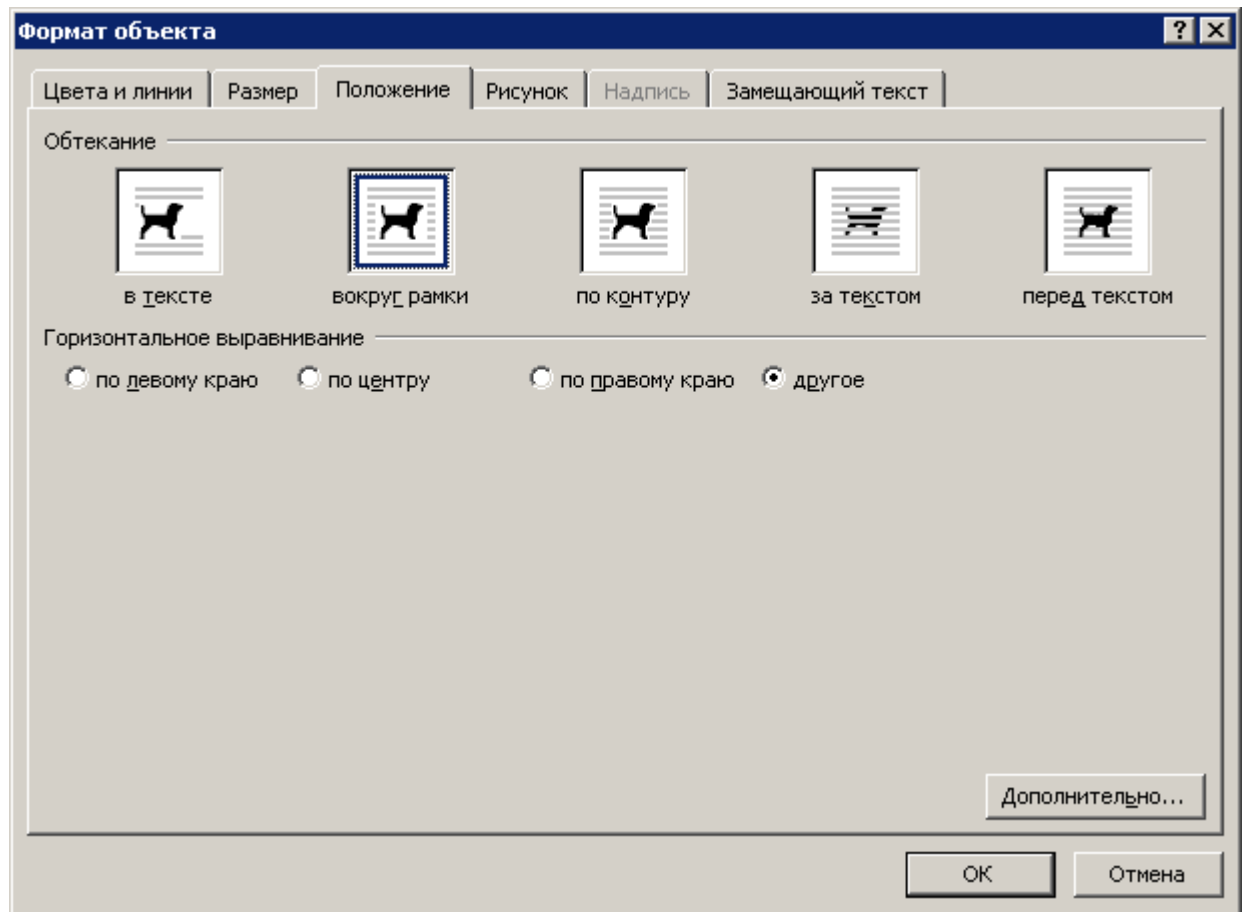 Формат объекта
Цвета и линии Размер Положение Рисунок Надпись Замещающий текст
Обтекание
в тексте вокруг рамки по контуру за текстом перед текстом
Горизонтальное выравнивание
по левому краю по центру по правому краю другое
Дополнительно...
ОК Отмена